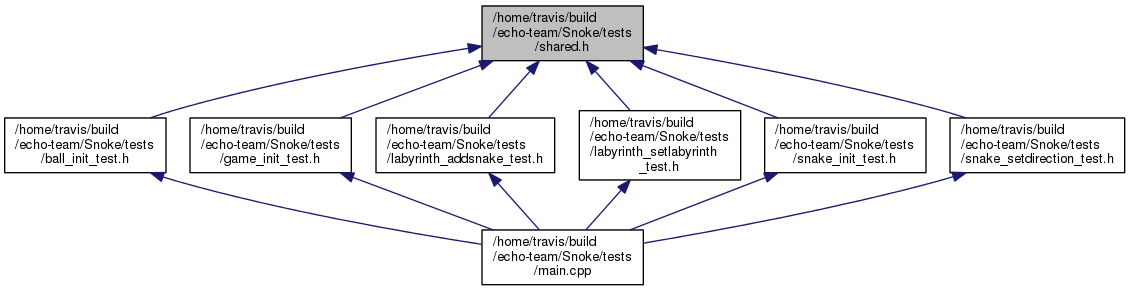 /home/travis/build
/echo-team/Snoke/tests
/shared.h
/home/travis/build
/echo-team/Snoke/tests
/ball_init_test.h
/home/travis/build
/echo-team/Snoke/tests
/game_init_test.h
/home/travis/build
/echo-team/Snoke/tests
/labyrinth_addsnake_test.h
/home/travis/build
/echo-team/Snoke/tests
/labyrinth_setlabyrinth
_test.h
/home/travis/build
/echo-team/Snoke/tests
/snake_init_test.h
/home/travis/build
/echo-team/Snoke/tests
/snake_setdirection_test.h
/home/travis/build
/echo-team/Snoke/tests
/main.cpp